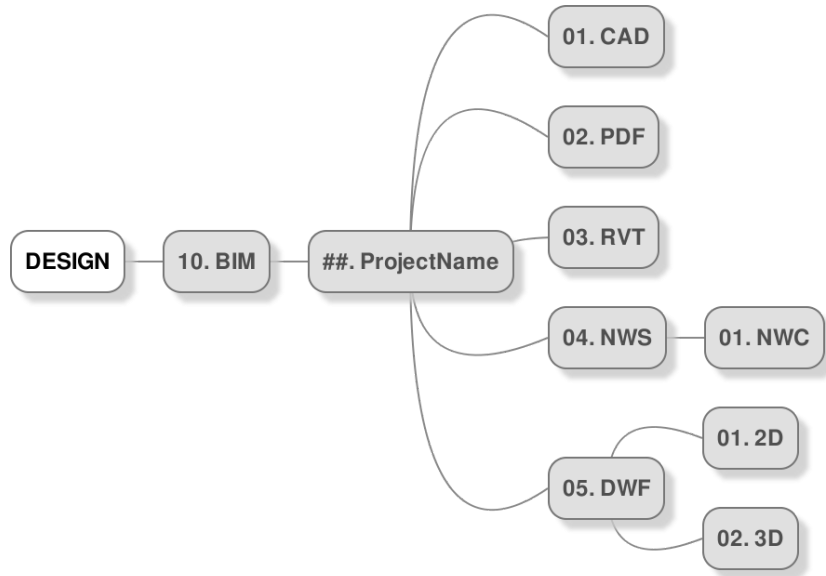 DESIGN
10. BIM
##. ProjectName
01. CAD
02. PDF
03. RVT
04. NWS
01. NWC
05. DWF
01. 2D
02. 3D